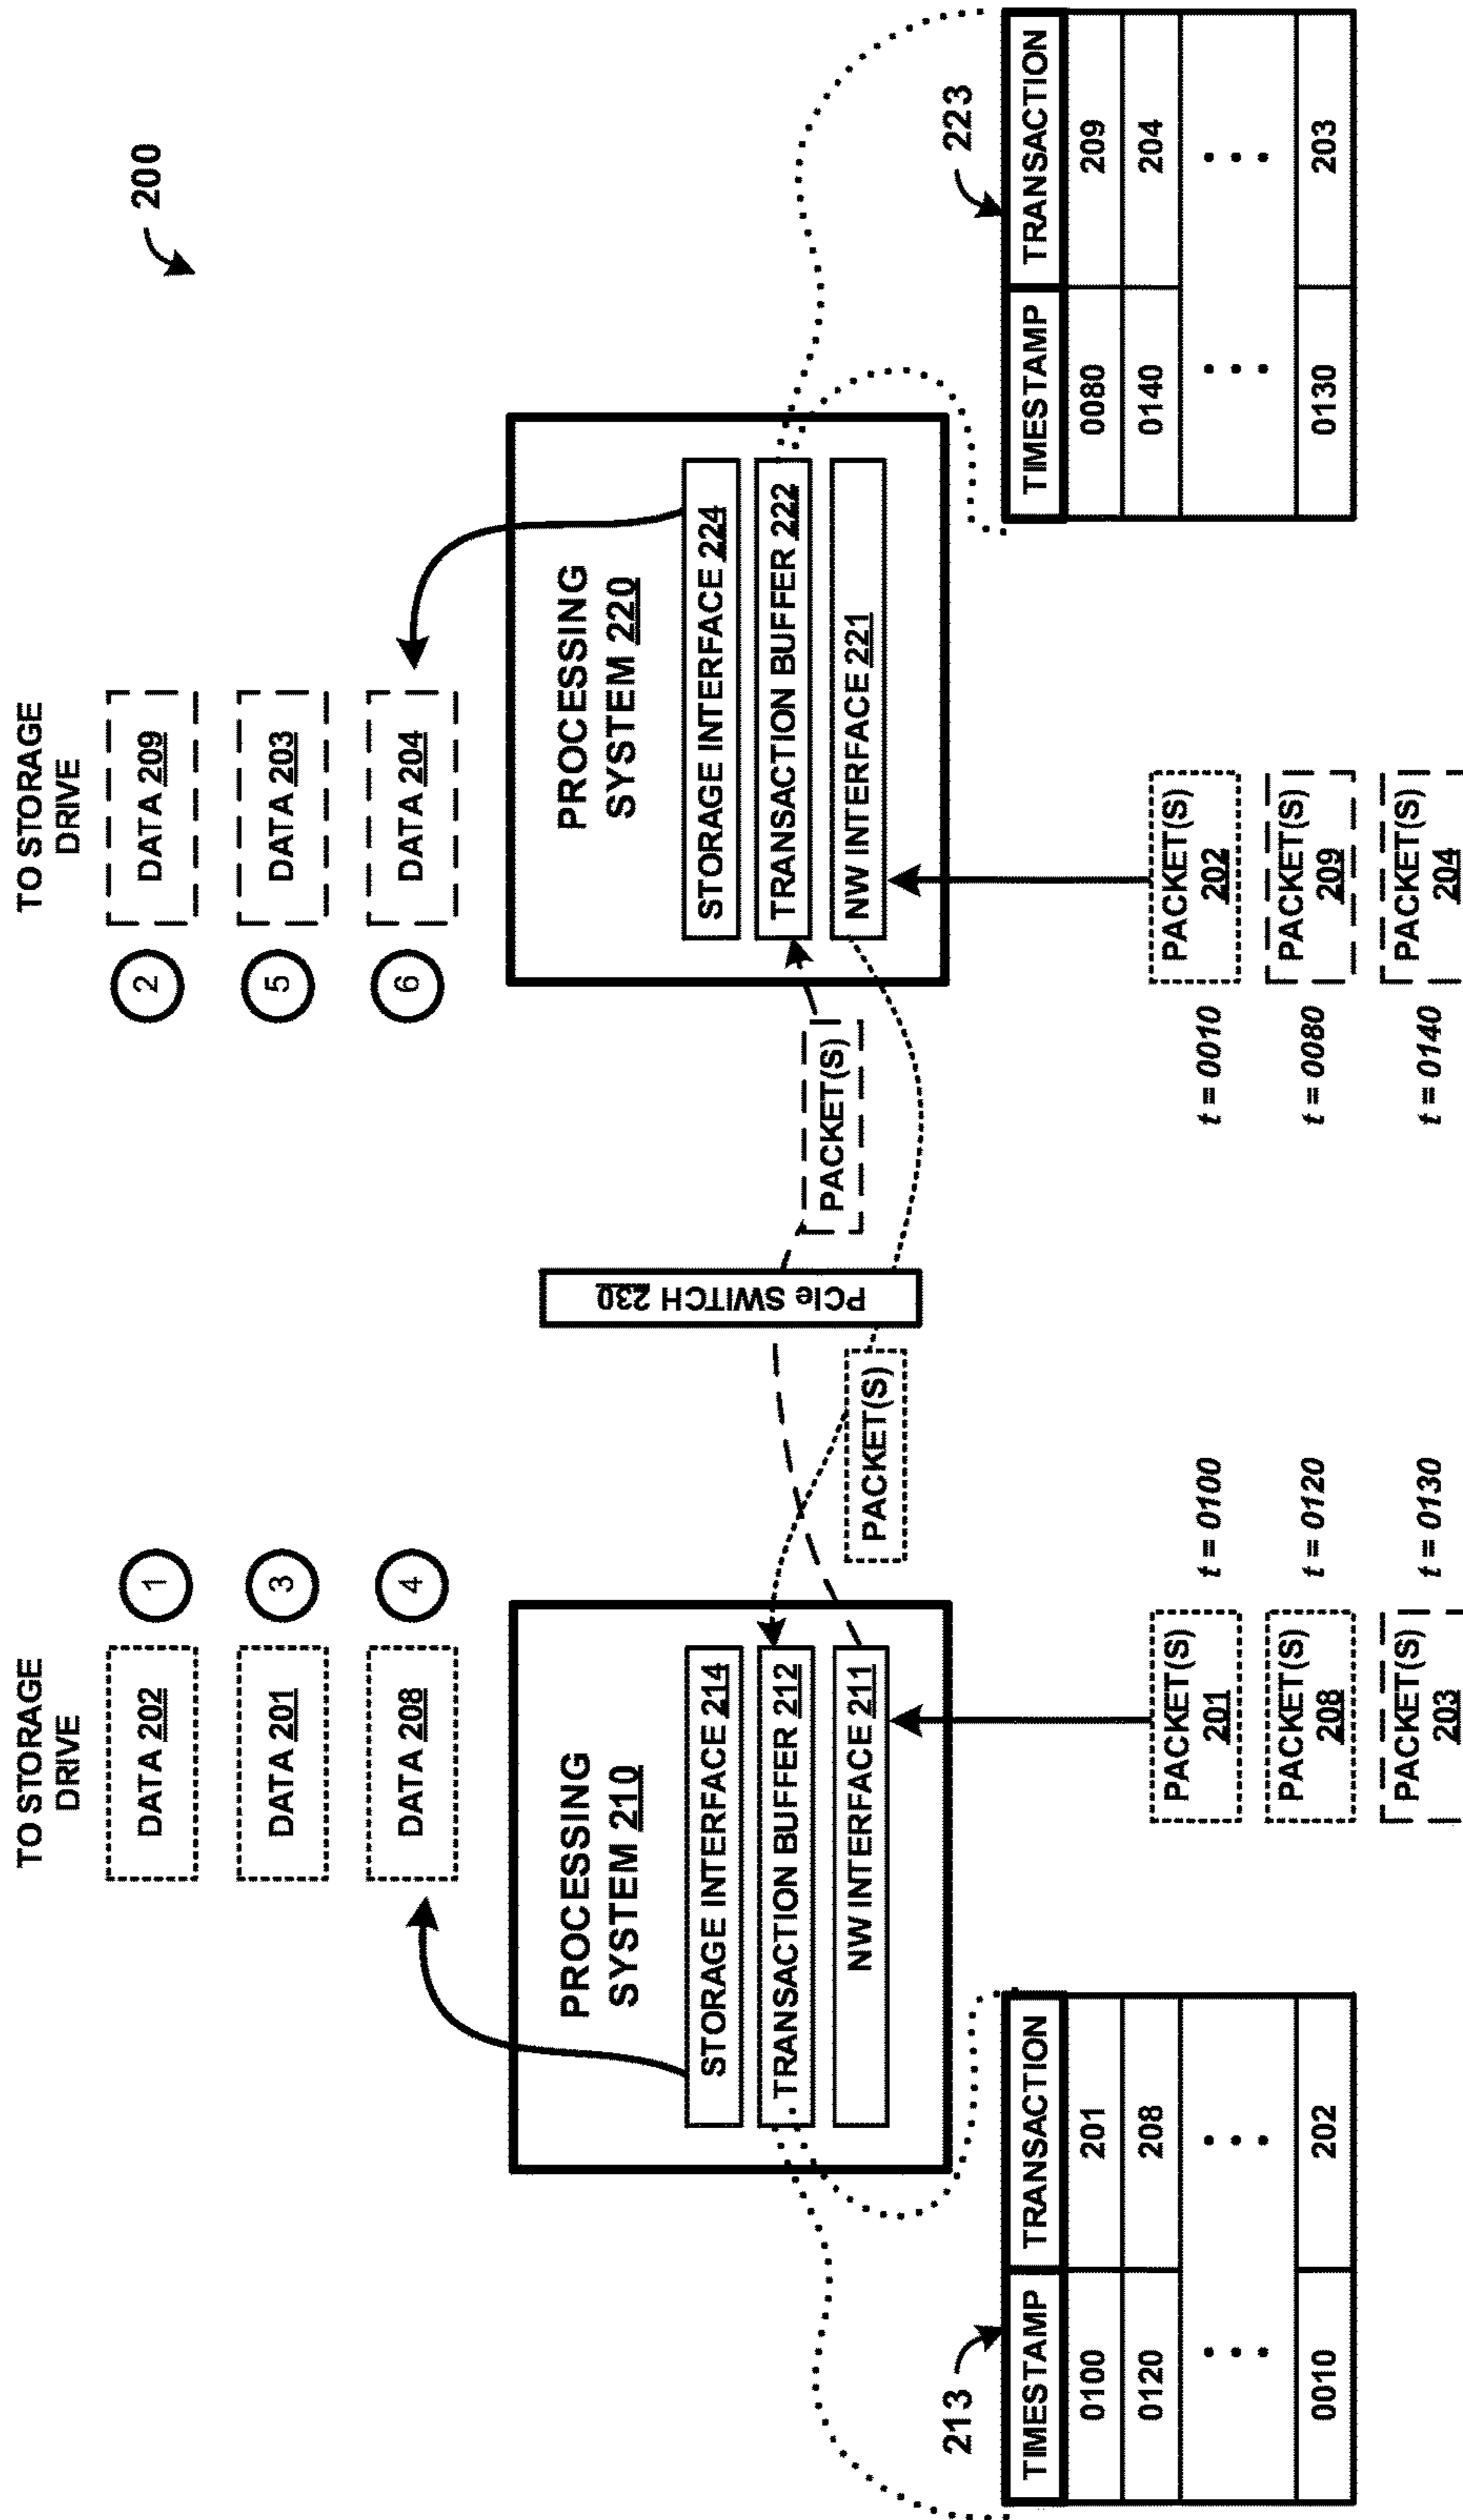 200
TO STORAGE
DRIVE
DATA 202
1
DATA 201
3
DATA 208
4
TO STORAGE
DRIVE
2
DATA 209
5
DATA 203
6
DATA 204
PROCESSING
SYSTEM 210
STORAGE INTERFACE 214
TRANSACTION BUFFER 212
NW INTERFACE 211
PCIe SWITCH 230
PACKET(S)
PACKET(S)
PROCESSING
SYSTEM 220
STORAGE INTERFACE 224
TRANSACTION BUFFER 222
NW INTERFACE 221
213
TIMESTAMP TRANSACTION
0100 201
0120 208
0010 202
PACKET(S)
201
t = 0100
PACKET(S)
208
t = 0120
PACKET(S)
203
t = 0130
t = 0010
PACKET(S)
202
t = 0080
PACKET(S)
209
t = 0140
PACKET(S)
204
223
TIMESTAMP TRANSACTION
0080 209
0140 204
0130 203